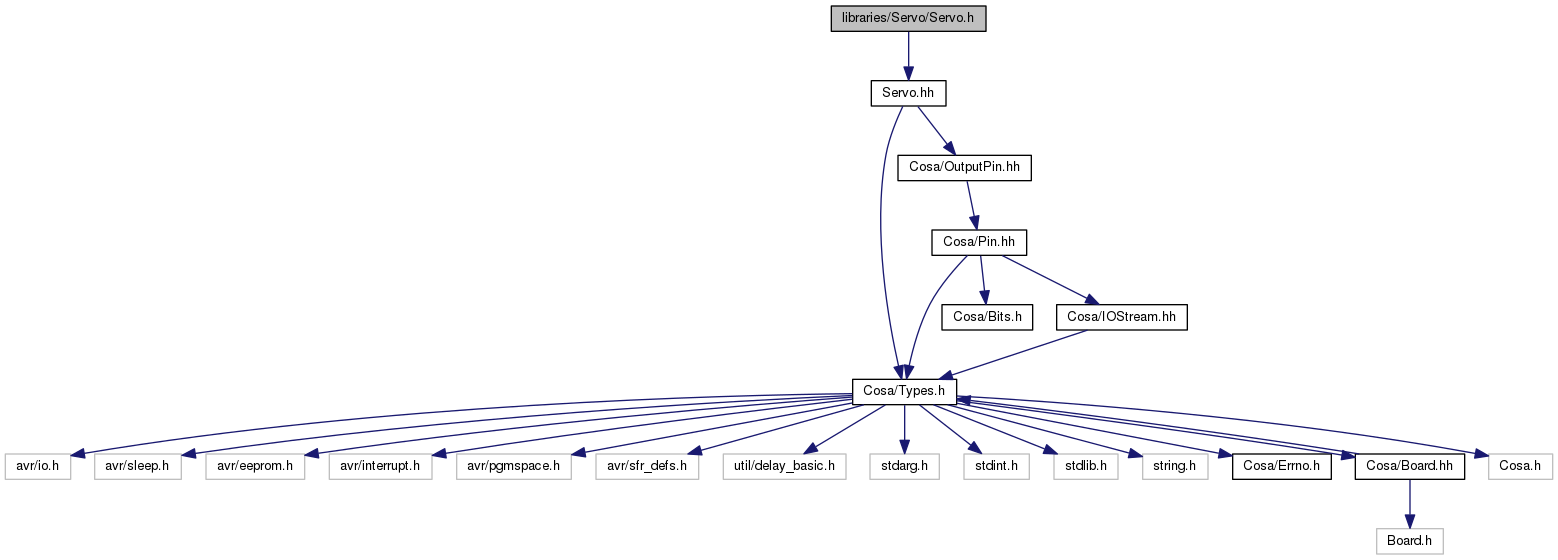 libraries/Servo/Servo.h
Servo.hh
Cosa/OutputPin.hh
Cosa/Pin.hh
Cosa/Bits.h
Cosa/IOStream.hh
Cosa/Types.h
avr/io.h
avr/sleep.h
avr/eeprom.h
avr/interrupt.h
avr/pgmspace.h
avr/sfr_defs.h
util/delay_basic.h
stdarg.h
stdint.h
stdlib.h
string.h
Cosa/Errno.h
Cosa/Board.hh
Cosa.h
Board.h